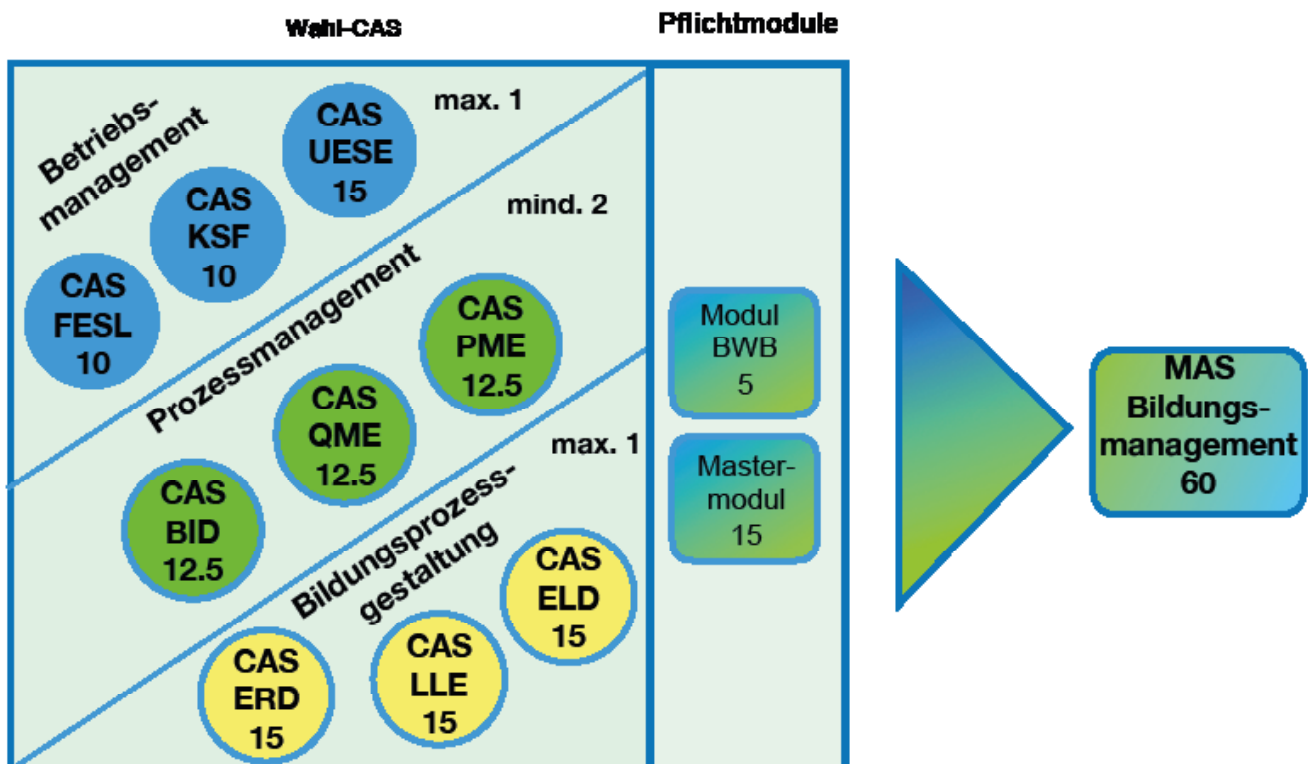 Wahl-CAS
Pflichtmodule
Betriebs-
management
max. 1
CAS
UESE
15
CAS
KSF
10
CAS
FESL
10
Prozessmanagement
mind. 2
CAS
PME
12.5
CAS
QME
12.5
CAS
BID
12.5
Bildungsprozess-
gestaltung
max. 1
CAS
ELD
15
CAS
LLE
15
CAS
ERD
15
Modul
BWB
5
Master-
modul
15
MAS
Bildungs-
management
60